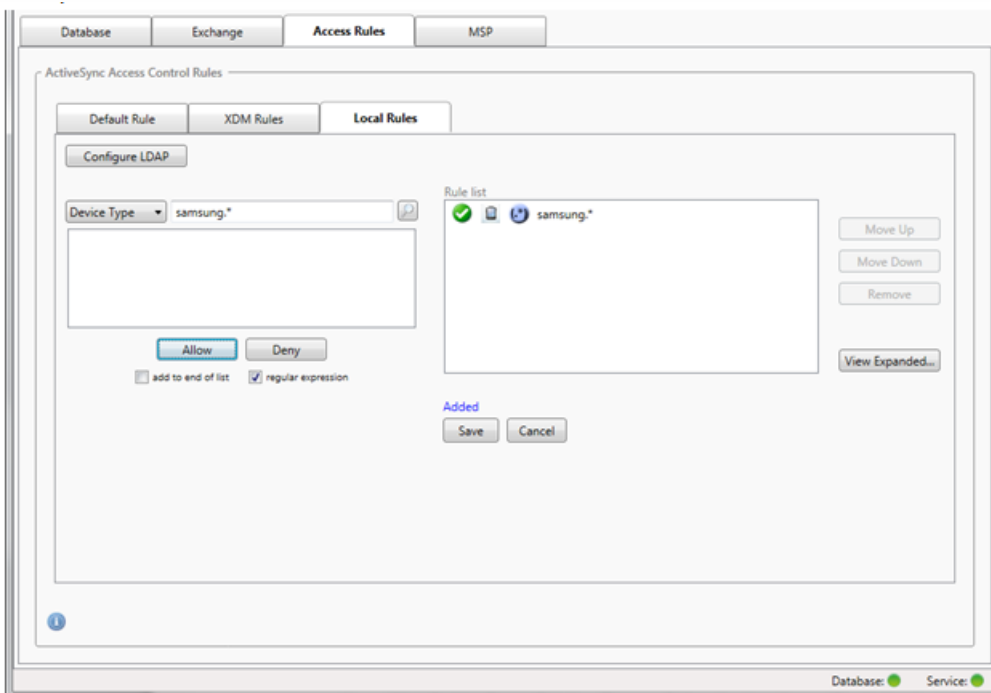 Database Exchange Access Rules MSP
ActiveSync Access Control Rules
Default Rule XDM Rules Local Rules
Configure LDAP
Rule list
Device Type samsung.*
samsung.*
Move Up
Move Down
Remove
Allow Deny
View Expanded...
add to end of list regular expression
Added
Save Cancel
Database: Service: